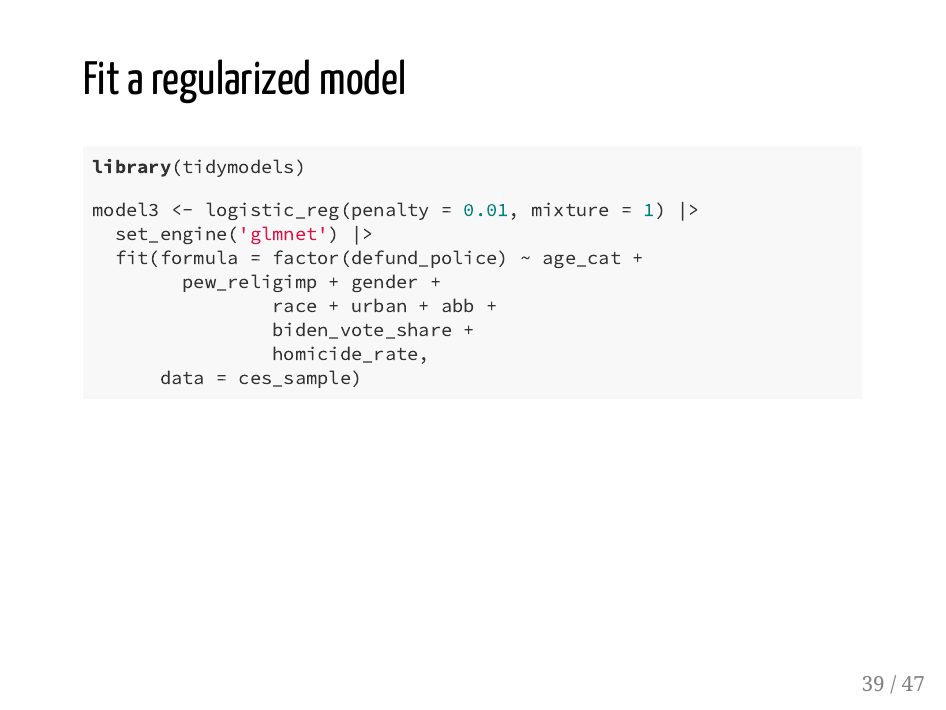 Fit a regularized model
library(tidymodels)
model3 <- logistic_reg(penalty = 0.01, mixture = 1) |>
  set_engine('glmnet') |>
  fit(formula = factor(defund_police) ~ age_cat +
        pew_religimp + gender +
                race + urban + abb +
                biden_vote_share +
                homicide_rate,
      data = ces_sample)
39 / 47